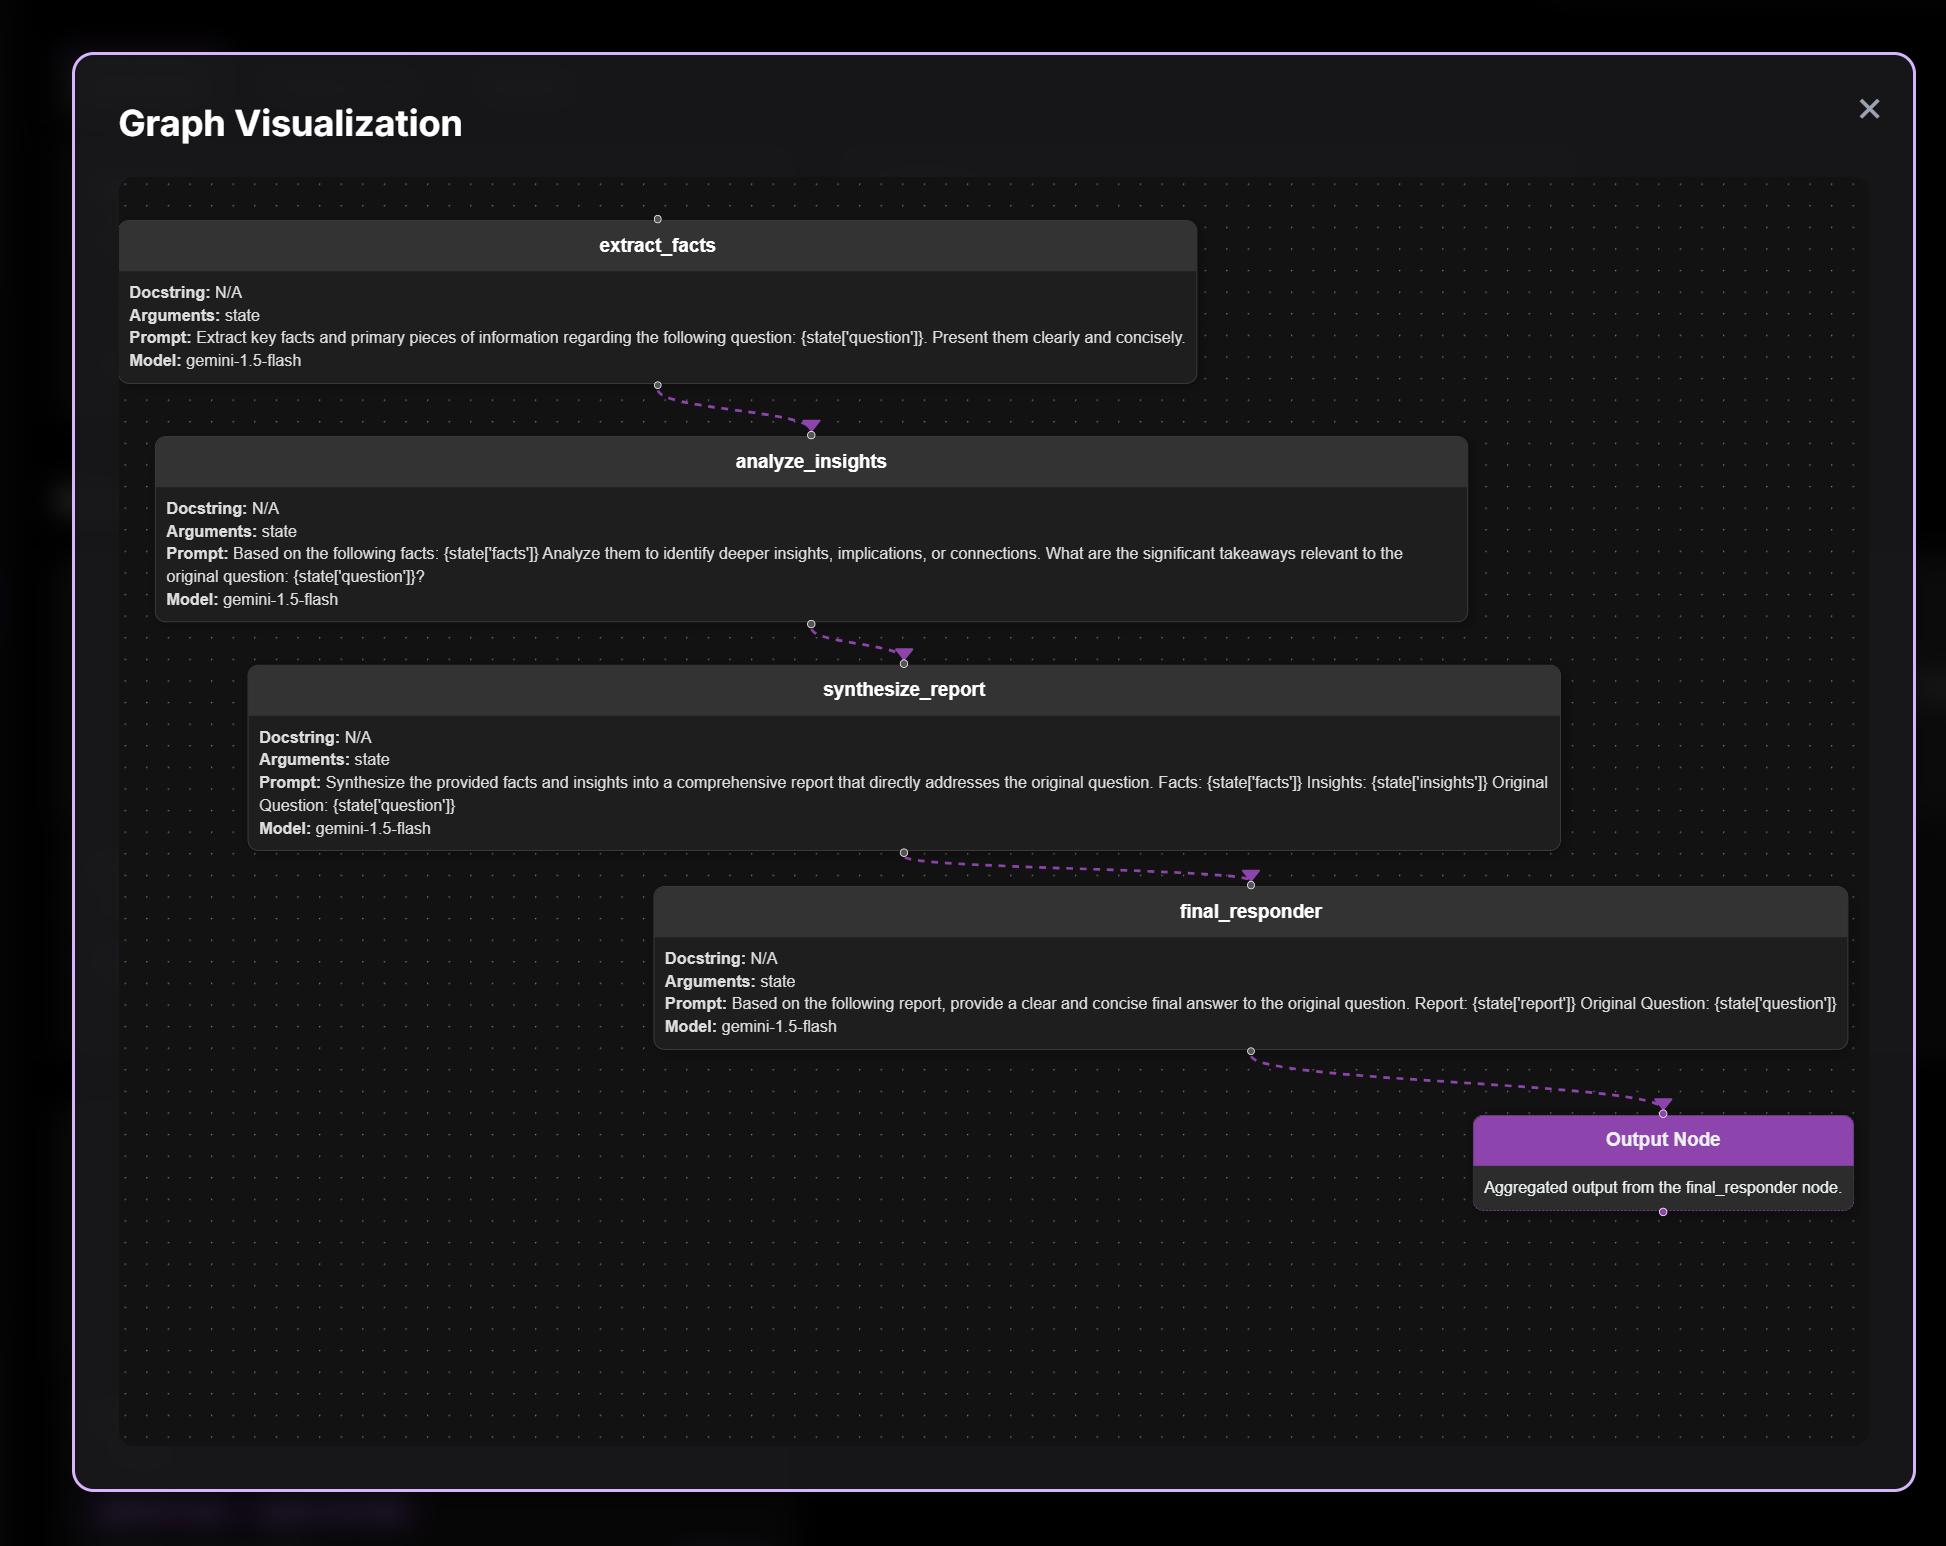 Graph Visualization
extract_facts
Docstring: N/A
Arguments: state
Prompt: Extract key facts and primary pieces of information regarding the following question: {state['question']}. Present them clearly and concisely.
Model: gemini-1.5-flash
analyze_insights
Docstring: N/A
Arguments: state
Prompt: Based on the following facts: {state['facts']} Analyze them to identify deeper insights, implications, or connections. What are the significant takeaways relevant to the
original question: {state['question']}?
Model: gemini-1.5-flash
synthesize_report
Docstring: N/A
Arguments: state
Prompt: Synthesize the provided facts and insights into a comprehensive report that directly addresses the original question. Facts: {state['facts']} Insights: {state['insights']} Original
Question: {state['question']}
Model: gemini-1.5-flash
final_responder
Docstring: N/A
Arguments: state
Prompt: Based on the following report, provide a clear and concise final answer to the original question. Report: {state['report']} Original Question: {state['question']}
Model: gemini-1.5-flash
Output Node
Aggregated output from the final_responder node.